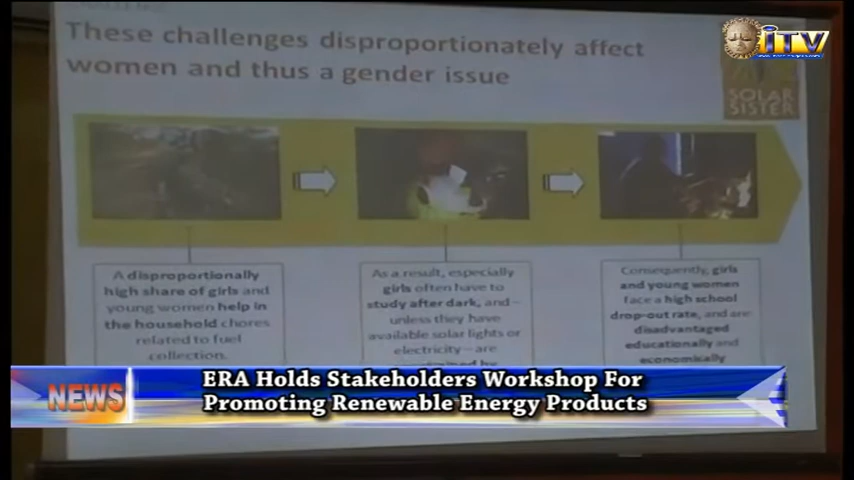 These challenges disproportionately affect
women and thus a gender issue
iTV
SOLAR
SISTER
A disproportionally
high share of girls and
young women help in
the household chores
related to fuel
collection.
As a result, especially
girls often have to
study after dark, and –
unless they have
available solar lights or
electricity – are
by
Consequently, girls
and young women
face a high school
drop-out rate, and are
disadvantaged
educationally and
economically
NEWS
ERA Holds Stakeholders Workshop For
Promoting Renewable Energy Products